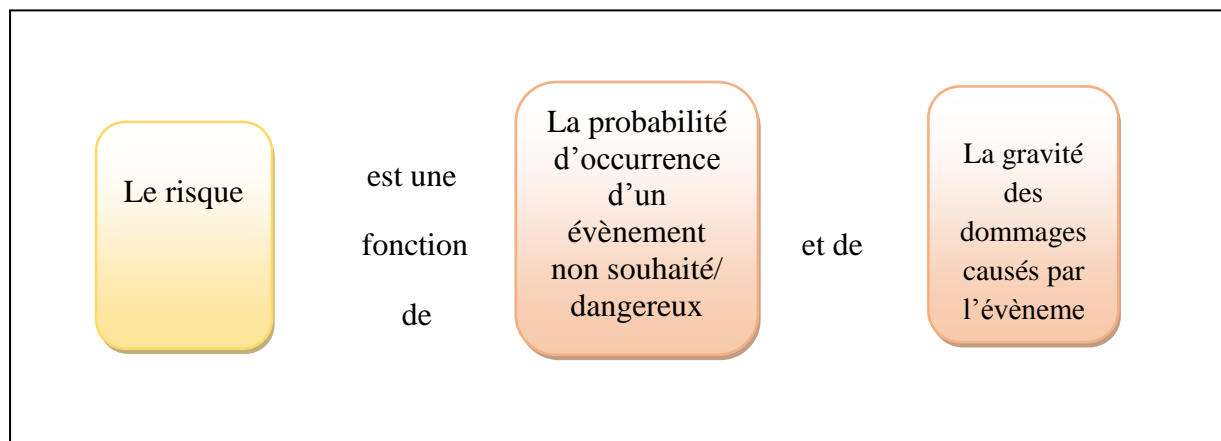 Le risque
est une
fonction
de
La probabilité
d’occurrence
d’un
évènement
non souhaité/
dangereux
et de
La gravité
des
dommages
causés par
l’évèneme